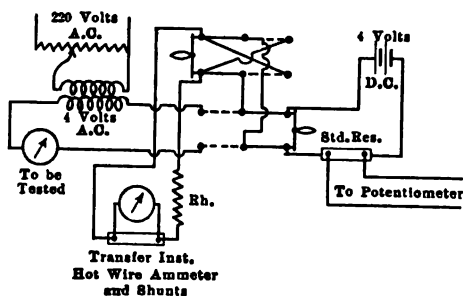 220 Volts
A.C.
4 Volts
A.C.
4 Volts
D.C.
Std.Res.
To be
Tested
Rh.
To Potentiometer
Transfer Inst.
Hot Wire Ammeter
and Shunts